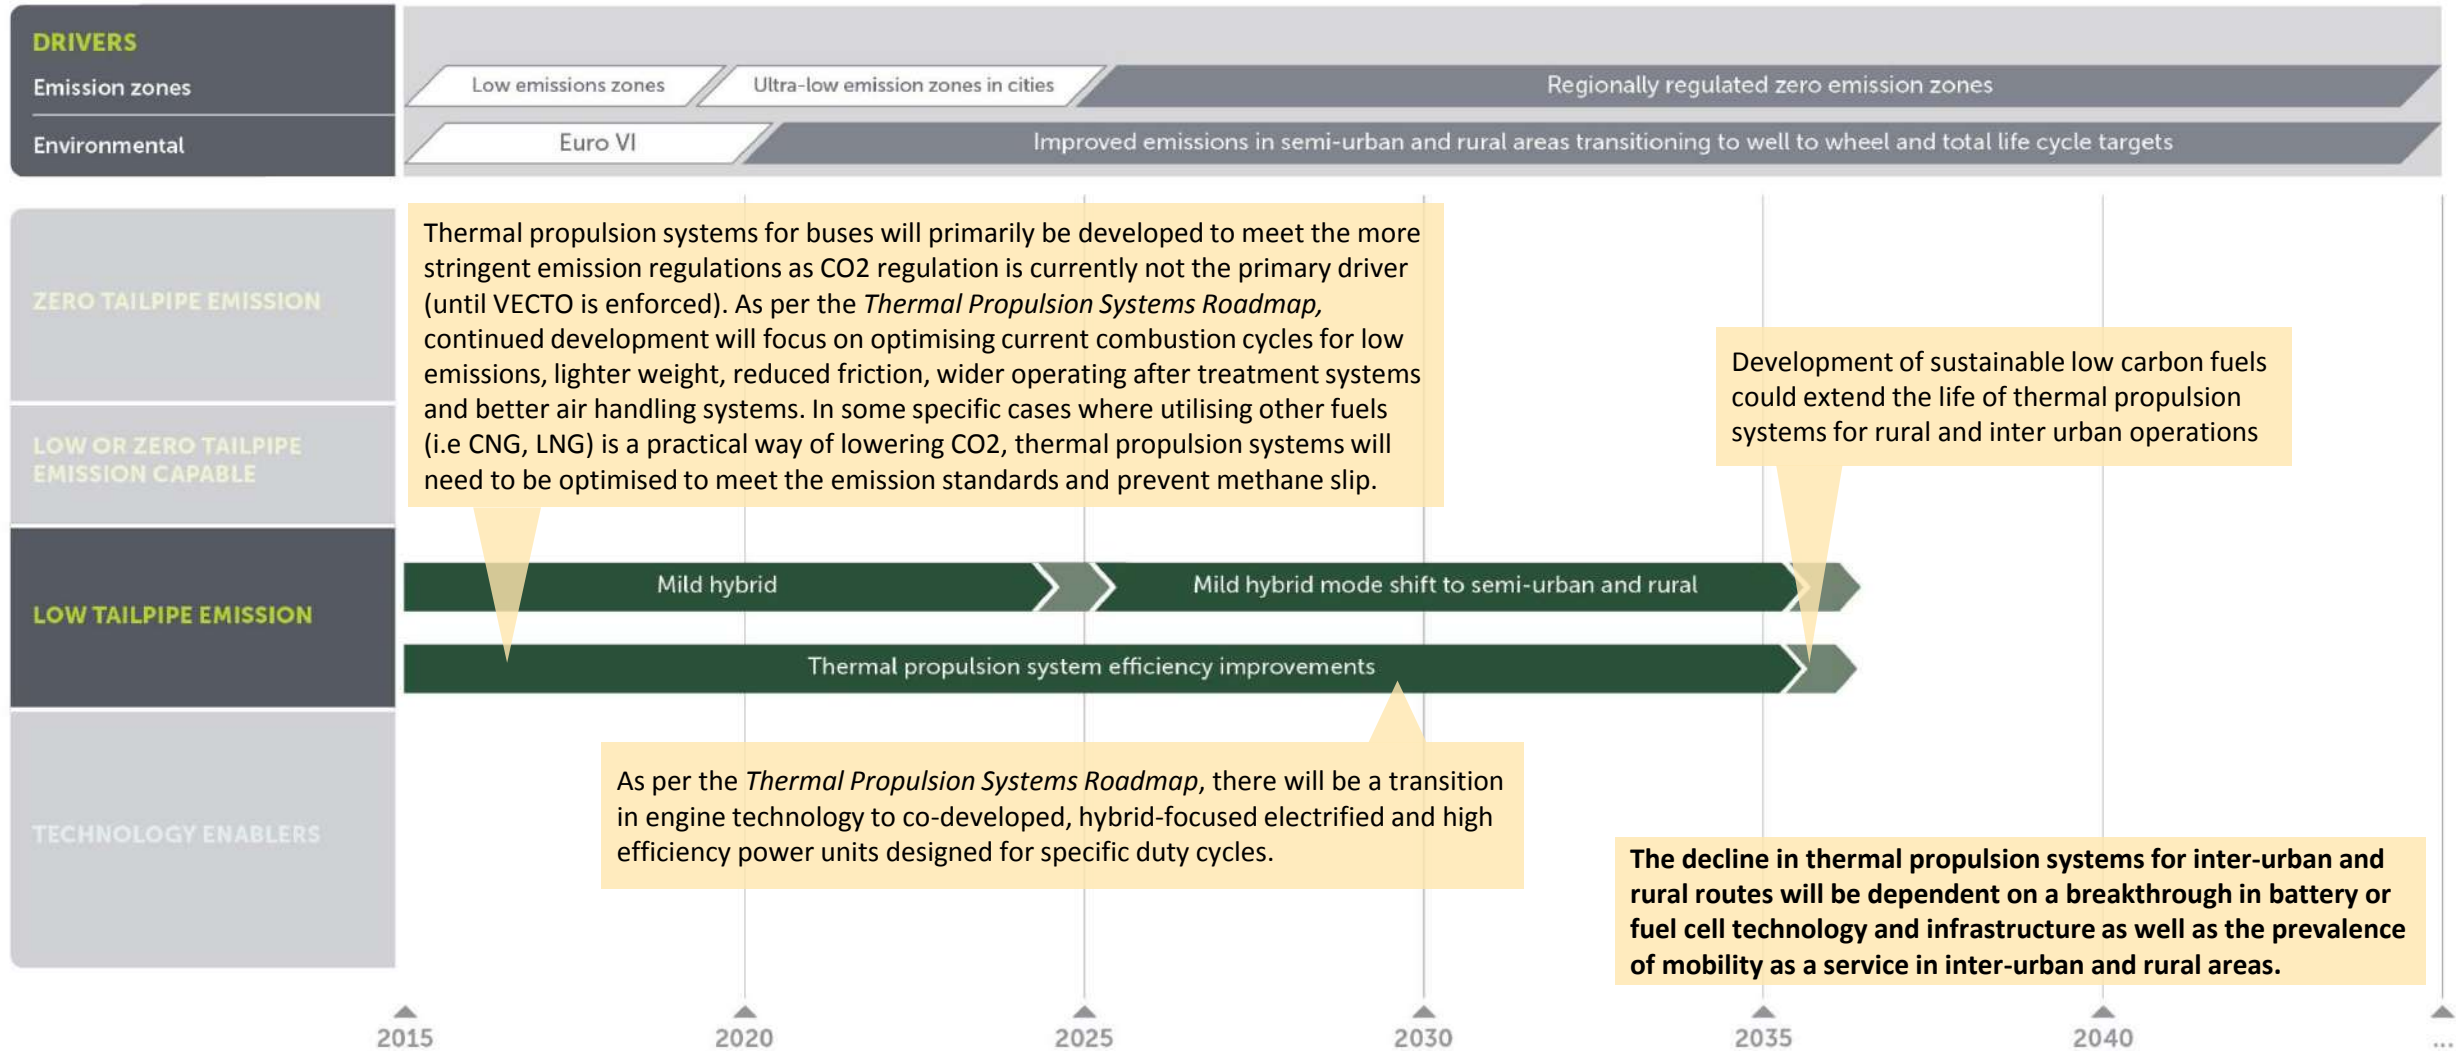 DRIVERS
Emission zones
Low emissions zones
Ultra-low emission zones in cities
Regionally regulated zero emission zones
Environmental
Euro VI
Improved emissions in semi-urban and rural areas transitioning to well to wheel and total life cycle targets
ZERO TAILPIPE EMISSION
LOW OR ZERO TAILPIPE
EMISSION CAPABLE
LOW TAILPIPE EMISSION
TECHNOLOGY ENABLERS
Thermal propulsion systems for buses will primarily be developed to meet the more
stringent emission regulations as CO2 regulation is currently not the primary driver
(until VECTO is enforced). As per the Thermal Propulsion Systems Roadmap,
continued development will focus on optimising current combustion cycles for low
emissions, lighter weight, reduced friction, wider operating after treatment systems
and better air handling systems. In some specific cases where utilising other fuels
(i.e CNG, LNG) is a practical way of lowering CO2, thermal propulsion systems will
need to be optimised to meet the emission standards and prevent methane slip.
Development of sustainable low carbon fuels
could extend the life of thermal propulsion
systems for rural and inter urban operations
Mild hybrid
Mild hybrid mode shift to semi-urban and rural
Thermal propulsion system efficiency improvements
As per the Thermal Propulsion Systems Roadmap, there will be a transition
in engine technology to co-developed, hybrid-focused electrified and high
efficiency power units designed for specific duty cycles.
The decline in thermal propulsion systems for inter-urban and
rural routes will be dependent on a breakthrough in battery or
fuel cell technology and infrastructure as well as the prevalence
of mobility as a service in inter-urban and rural areas.
2015
2020
2025
2030
2035
2040
...